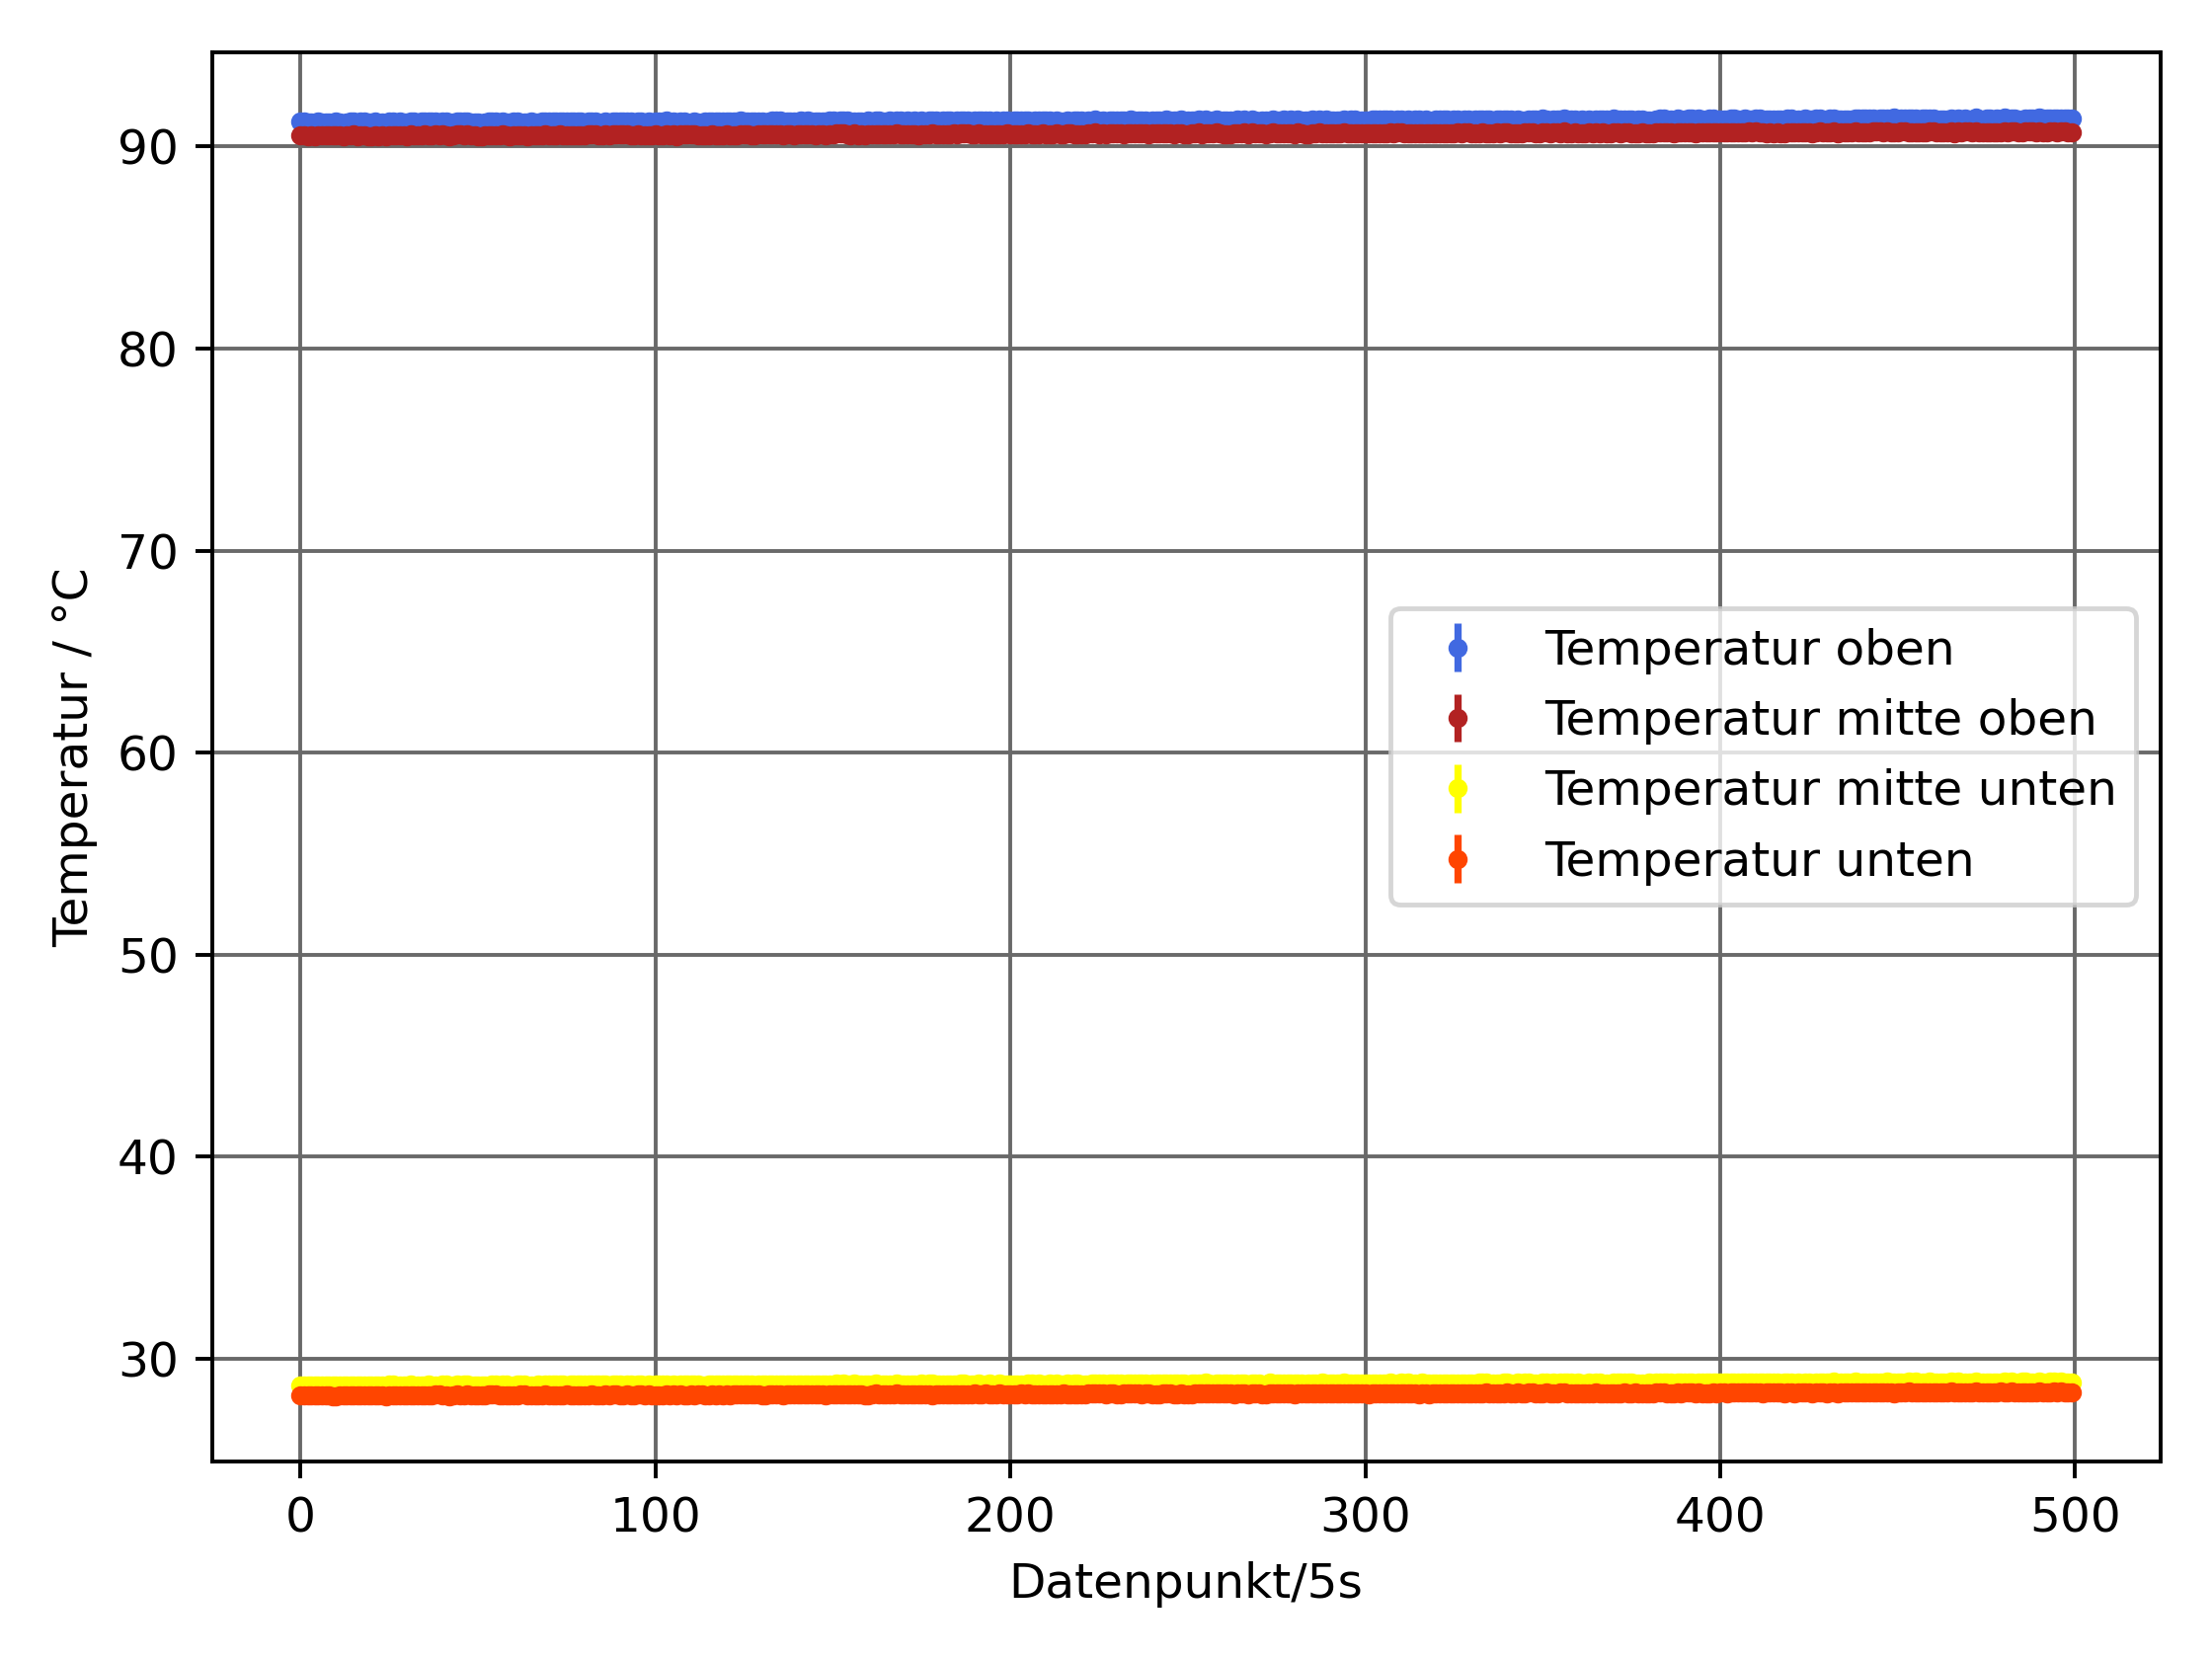 90
80
70
60
50
40
30
Temperatur / °C
Temperatur oben
Temperatur mitte oben
Temperatur mitte unten
Temperatur unten
0 100 200 300 400 500
Datenpunkt/5s